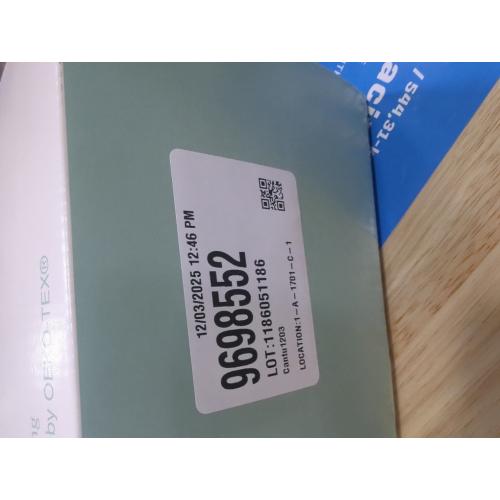 12/03/2025 12:46 PM
9698552
LOT:1186051186
Cantu1203
LOCATION:1-A-1701-C-1
by OEKO-TEX®